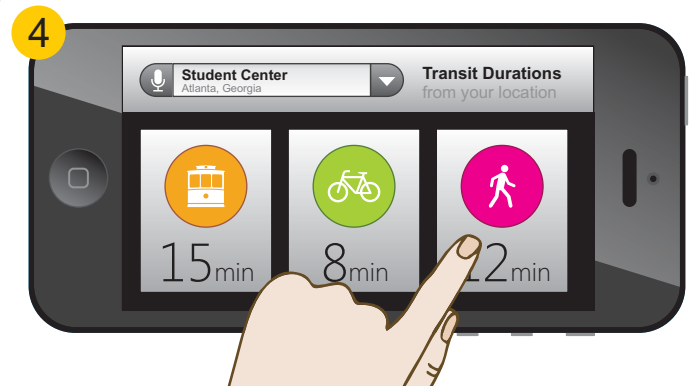 4
Student Center
Atlanta, Georgia
Transit Durations
from your location
15min
8min
2min